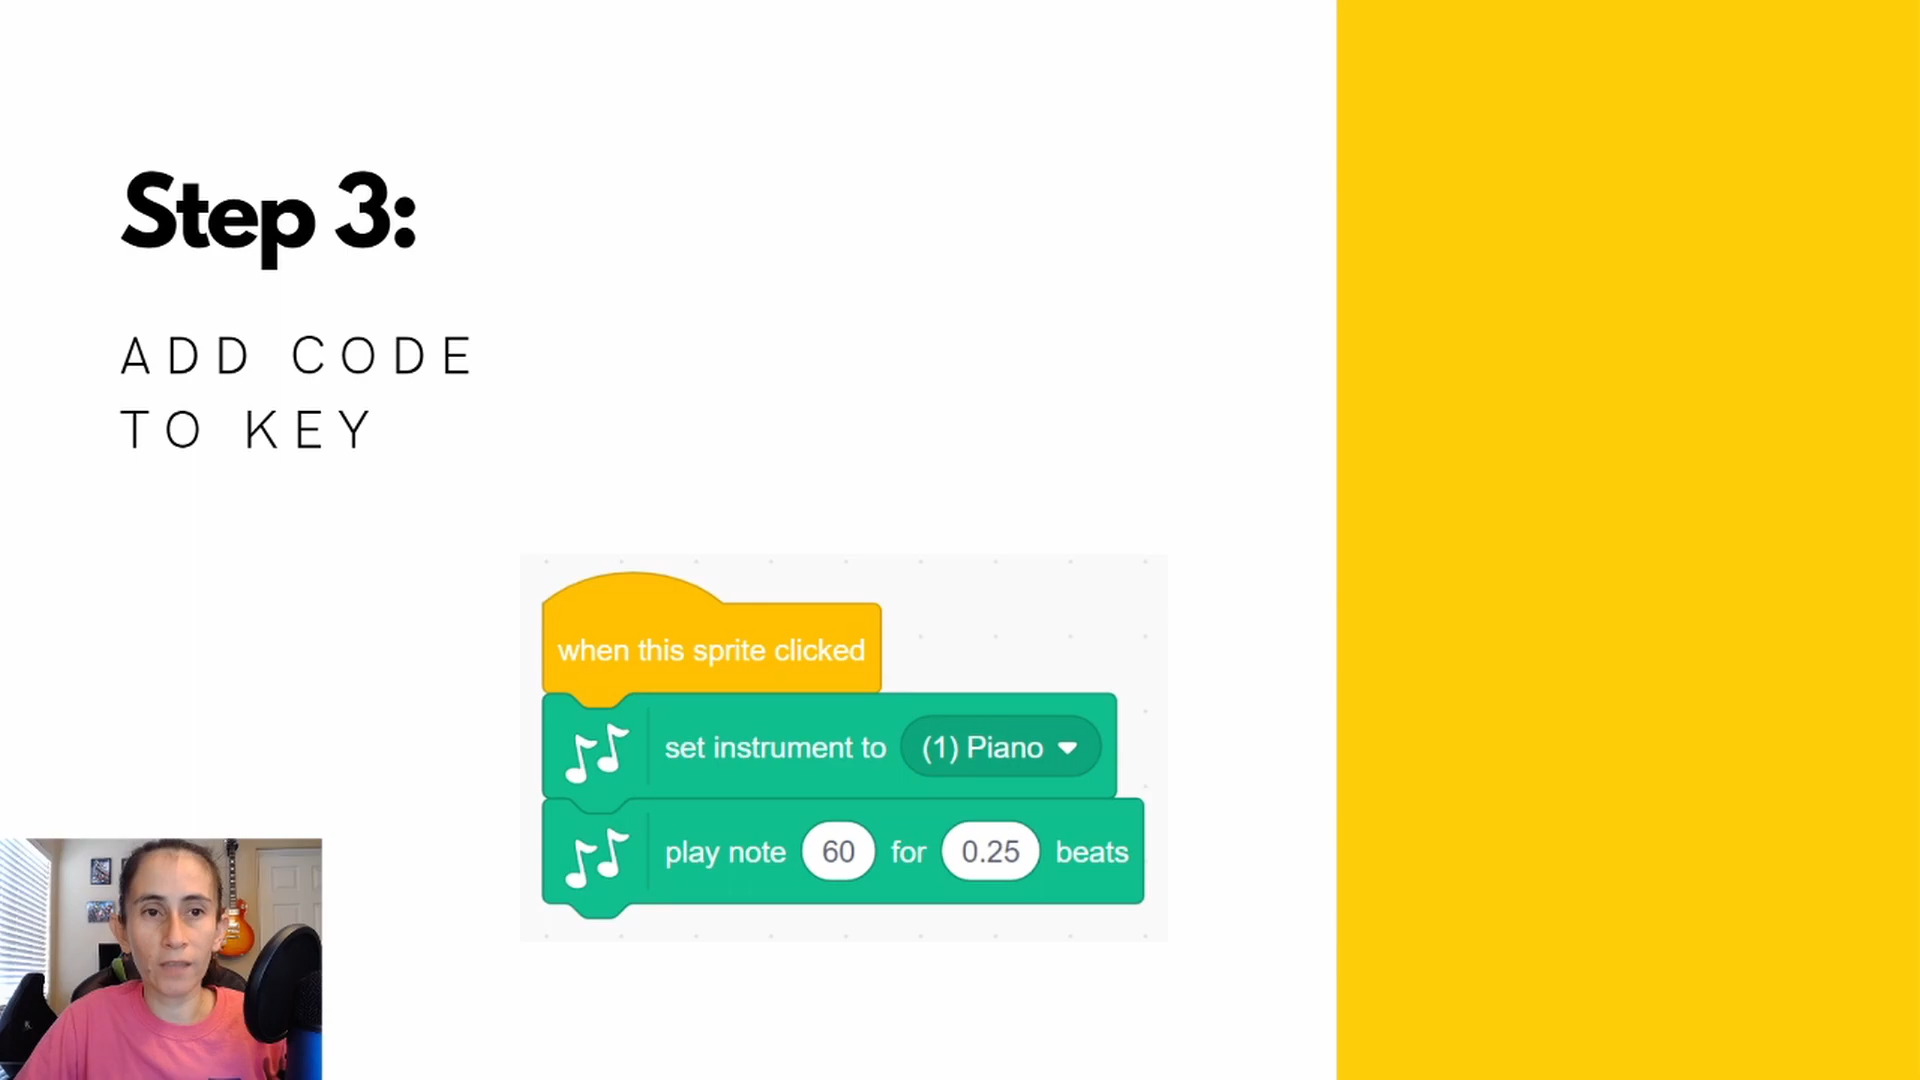 Step 3:
ADD CODE
TO KEY
when this sprite clicked
set instrument to (1) Piano
play note 60 for 0.25 beats